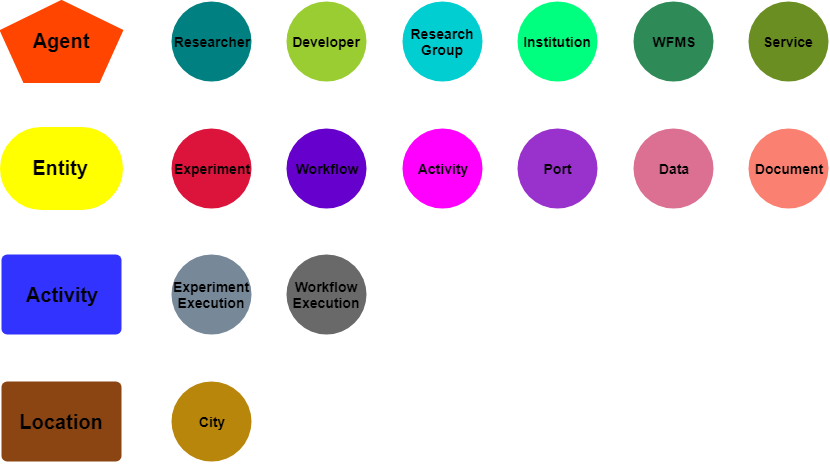 Agent
Researcher
Developer
Research
Group
Institution
WFMS
Service
Entity
Experiment
Workflow
Activity
Port
Data
Document
Activity
Experiment
Execution
Workflow
Execution
Location
City